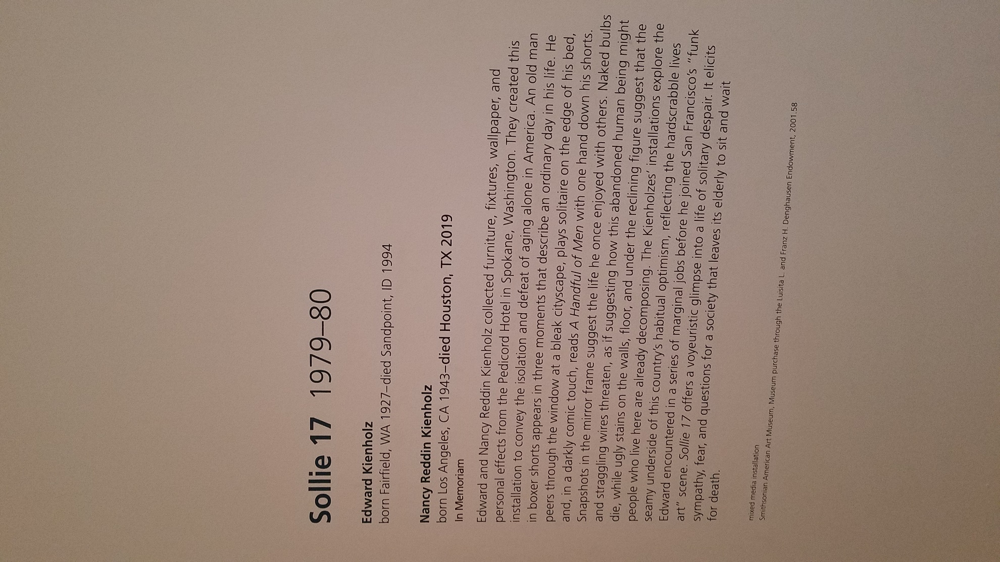 Sollie 17 1979–80
Edward Kienholz
born Fairfield, WA 1927–died Sandpoint, ID 1994
Nancy Reddin Kienholz
born Los Angeles, CA 1943–died Houston, TX 2019
In Memoriam
Edward and Nancy Reddin Kienholz collected furniture, fixtures, wallpaper, and
personal effects from the Pedicord Hotel in Spokane, Washington. They created this
installation to convey the isolation and defeat of aging alone in America. An old man
in boxer shorts appears in three moments that describe an ordinary day in his life. He
peers through the window at a bleak cityscape, plays solitaire on the edge of his bed,
and, in a darkly comic touch, reads A Handful of Men with one hand down his shorts.
Snapshots in the mirror frame suggest the life he once enjoyed with others. Naked bulbs
and straggling wires threaten, as if suggesting how this abandoned human being might
die, while ugly stains on the walls, floor, and under the reclining figure suggest that the
people who live here are already decomposing. The Kienholzes’ installations explore the
seamy underside of this country’s habitual optimism, reflecting the hardscrabble lives
Edward encountered in a series of marginal jobs before he joined San Francisco’s “funk
art” scene. Sollie 17 offers a voyeuristic glimpse into a life of solitary despair. It elicits
sympathy, fear, and questions for a society that leaves its elderly to sit and wait
for death.
mixed media installation
Smithsonian American Art Museum, Museum purchase through the Luisita L. and Franz H. Denghausen Endowment, 2001.58